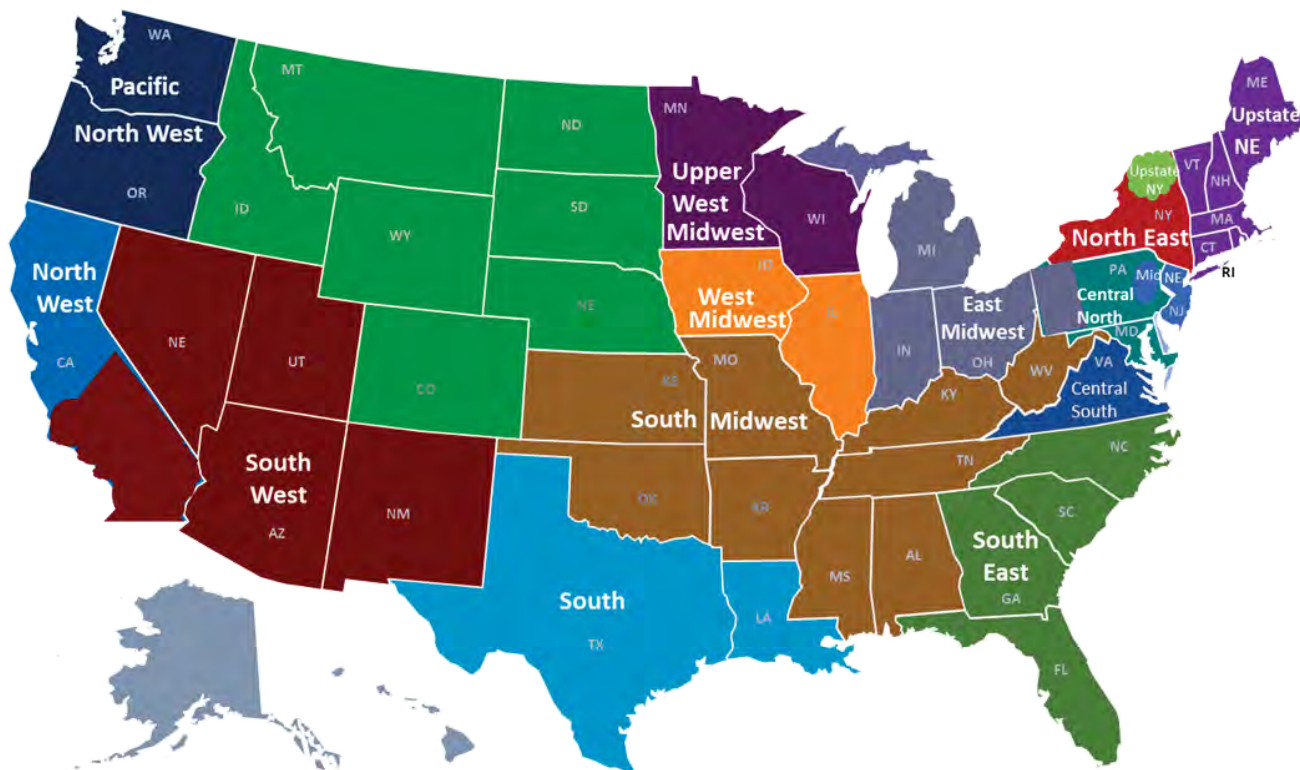 WA
Pacific
North West
OR
MT
ID
WY
ND
SD
NE
CO
MN
Upper
West
Midwest
WI
West
Midwest
IL
MI
IN
East
Midwest
OH
ME
Upstate
NE
VT
NH
MA
CT
RI
Upstate
NY
NY
North East
PA
Mid
NE
NJ
Central
North
MD
VA
Central
South
WV
KY
TN
NC
SC
South
East
GA
FL
North
West
CA
NE
UT
South
West
AZ
NM
KS
MO
South Midwest
OK
AR
MS
AL
South
TX
LA